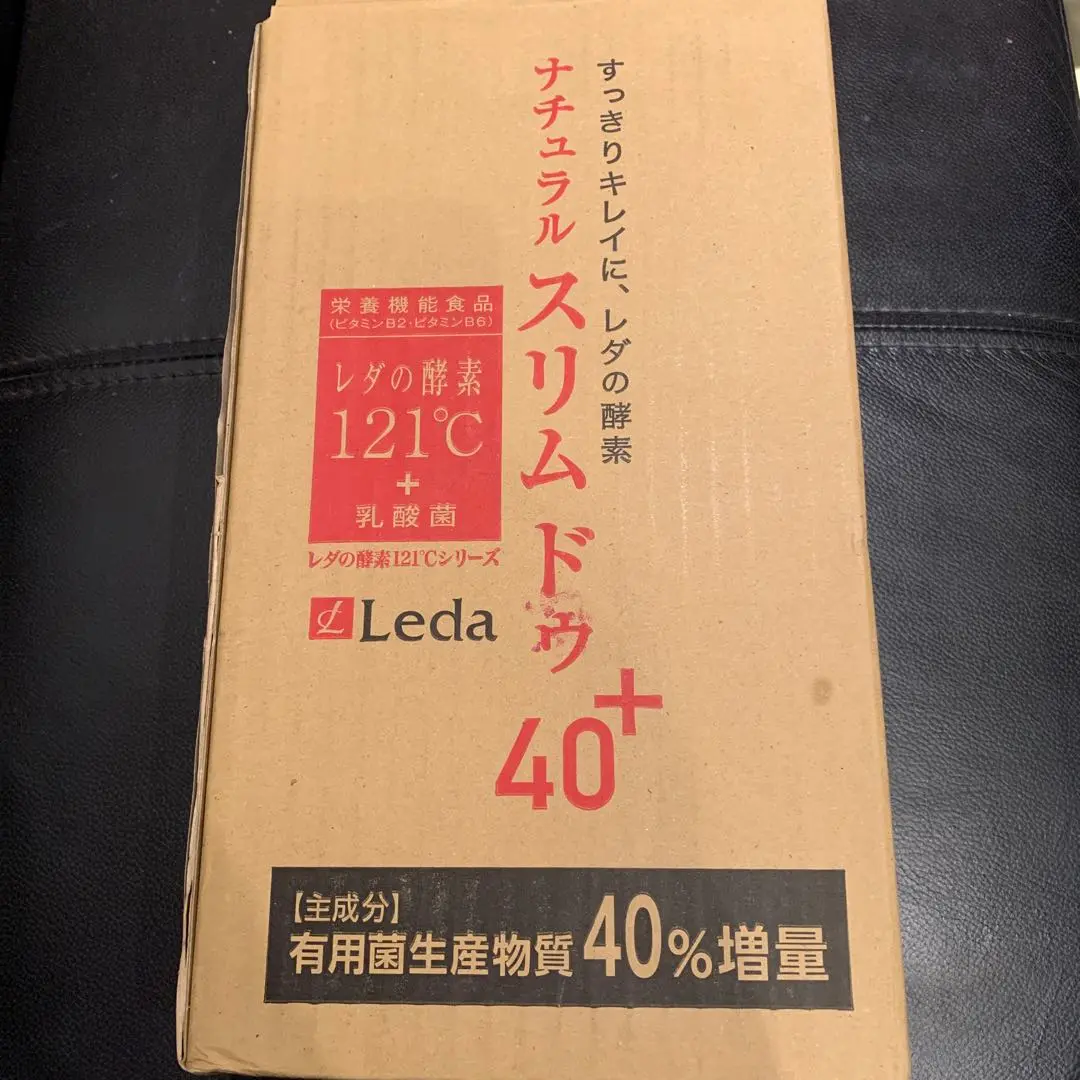 すっきりキレイに、レダの酵素
ナチュラル スリム ドゥ
40+
栄養機能食品
(ビタミンB2・ビタミンB6)
レダの酵素
121℃
+
乳酸菌
レダの酵素121℃シリーズ
Leda
【主成分】
有用菌生産物質40%増量